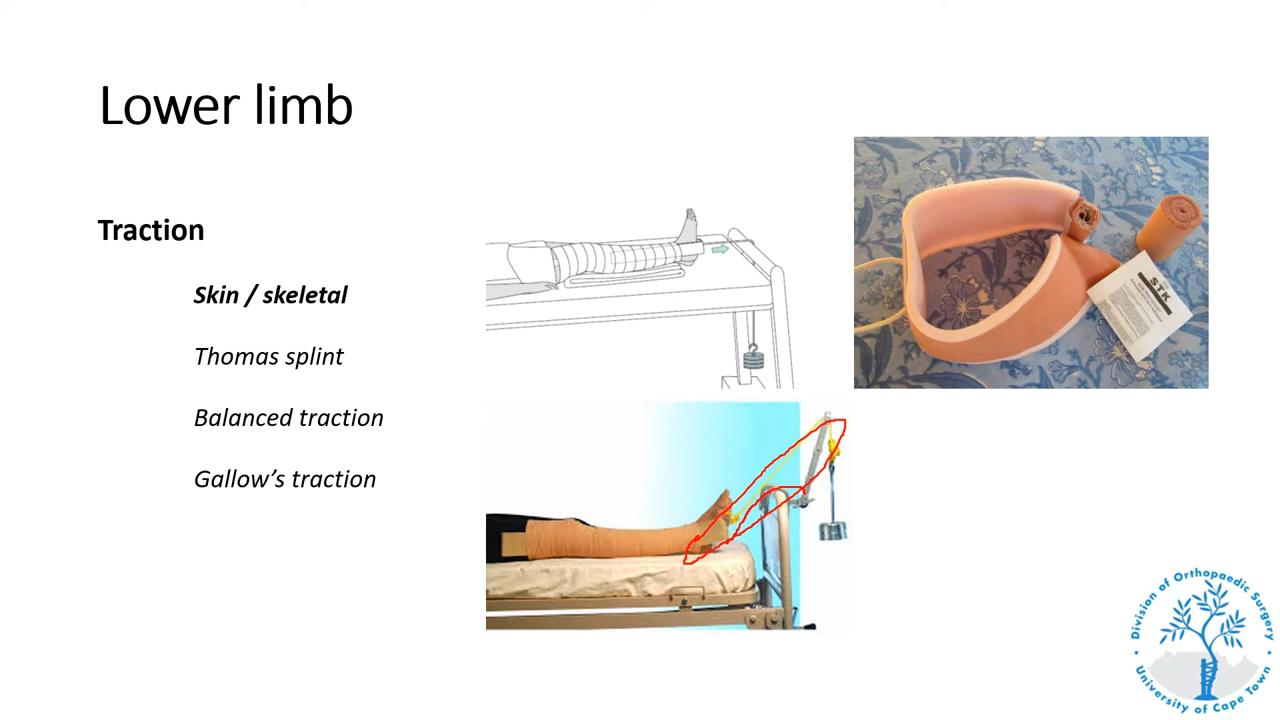 Lower limb
Traction
Skin / skeletal
Thomas splint
Balanced traction
Gallow's traction
STK
Division of Orthopaedic Surgery
University of Cape Town